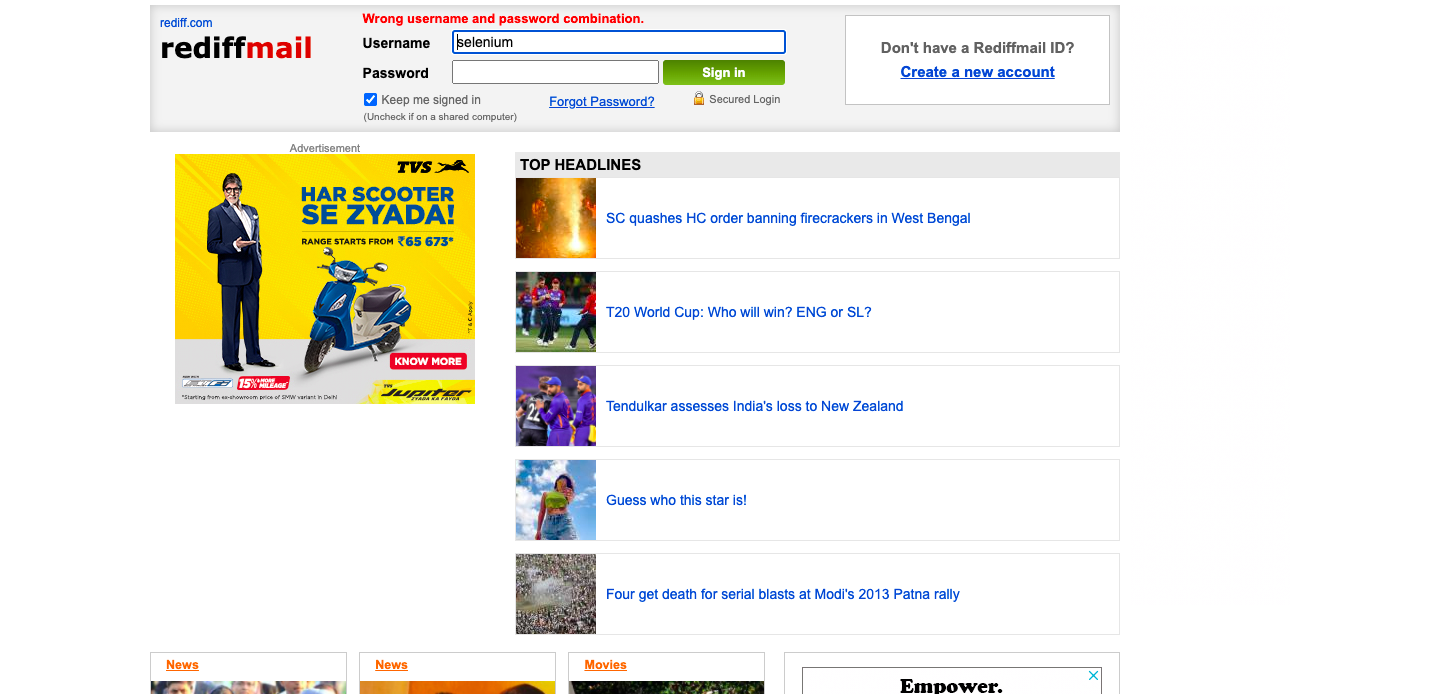 rediff.com
rediffmail
Wrong username and password combination.
Username
selenium
Password
Sign in
Keep me signed in
Forgot Password?
Secured Login
(Uncheck if on a shared computer)
Don't have a Rediffmail ID?
Create a new account
Advertisement
TVS
HAR SCOOTER
SE ZYADA!
RANGE STARTS FROM ₹65 673*
*T & C Apply
KNOW MORE
15% MORE
MILEAGE
TVS
Jupiter
ZYADA KA FAYDA
*Starting from ex-showroom price of SMW variant in Delhi
TOP HEADLINES
SC quashes HC order banning firecrackers in West Bengal
T20 World Cup: Who will win? ENG or SL?
22
Tendulkar assesses India's loss to New Zealand
Guess who this star is!
Four get death for serial blasts at Modi's 2013 Patna rally
News
News
Movies
Empower.